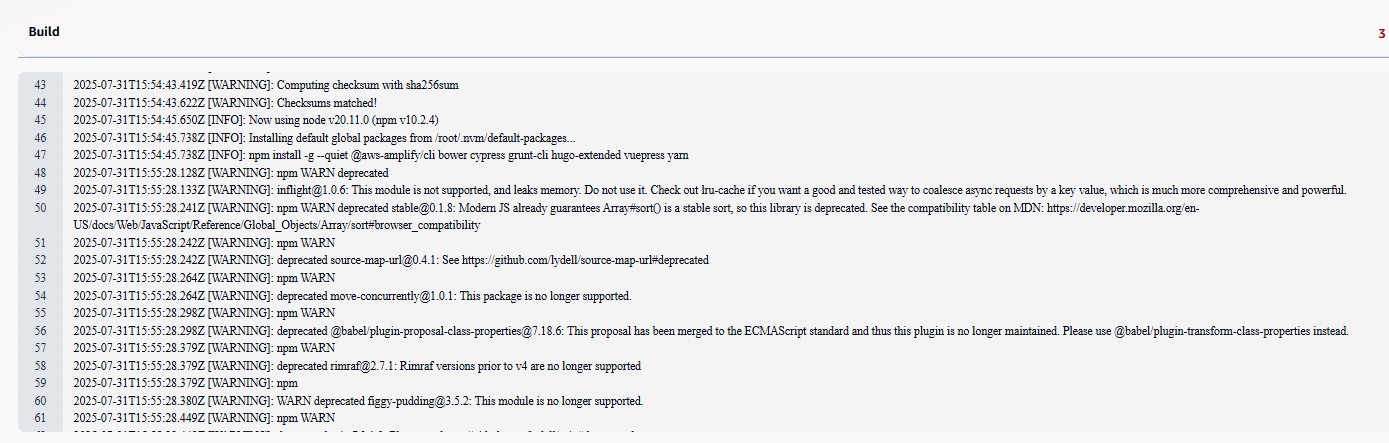 Build
3
43 2025-07-31T15:54:43.419Z [WARNING]: Computing checksum with sha256sum
44 2025-07-31T15:54:43.622Z [WARNING]: Checksums matched!
45 2025-07-31T15:54:45.650Z [INFO]: Now using node v20.11.0 (npm v10.2.4)
46 2025-07-31T15:54:45.738Z [INFO]: Installing default global packages from /root/.nvm/default-packages...
47 2025-07-31T15:54:45.738Z [INFO]: npm install -g --quiet @aws-amplify/cli bower cypress grunt-cli hugo-extended vuepress yarn
48 2025-07-31T15:55:28.128Z [WARNING]: npm WARN deprecated
49 2025-07-31T15:55:28.133Z [WARNING]: inflight@1.0.6: This module is not supported, and leaks memory. Do not use it. Check out lru-cache if you want a good and tested way to coalesce async requests by a key value, which is much more comprehensive and powerful.
50 2025-07-31T15:55:28.241Z [WARNING]: npm WARN deprecated stable@0.1.8: Modern JS already guarantees Array#sort() is a stable sort, so this library is deprecated. See the compatibility table on MDN: https://developer.mozilla.org/en-
US/docs/Web/JavaScript/Reference/Global_Objects/Array/sort#browser_compatibility
51 2025-07-31T15:55:28.242Z [WARNING]: npm WARN
52 2025-07-31T15:55:28.242Z [WARNING]: deprecated source-map-url@0.4.1: See https://github.com/lydell/source-map-url#deprecated
53 2025-07-31T15:55:28.264Z [WARNING]: npm WARN
54 2025-07-31T15:55:28.264Z [WARNING]: deprecated move-concurrently@1.0.1: This package is no longer supported.
55 2025-07-31T15:55:28.298Z [WARNING]: npm WARN
56 2025-07-31T15:55:28.298Z [WARNING]: deprecated @babel/plugin-proposal-class-properties@7.18.6: This proposal has been merged to the ECMAScript standard and thus this plugin is no longer maintained. Please use @babel/plugin-transform-class-properties instead.
57 2025-07-31T15:55:28.379Z [WARNING]: npm WARN
58 2025-07-31T15:55:28.379Z [WARNING]: deprecated rimraf@2.7.1: Rimraf versions prior to v4 are no longer supported
59 2025-07-31T15:55:28.379Z [WARNING]: npm
60 2025-07-31T15:55:28.380Z [WARNING]: WARN deprecated figgy-pudding@3.5.2: This module is no longer supported.
61 2025-07-31T15:55:28.449Z [WARNING]: npm WARN